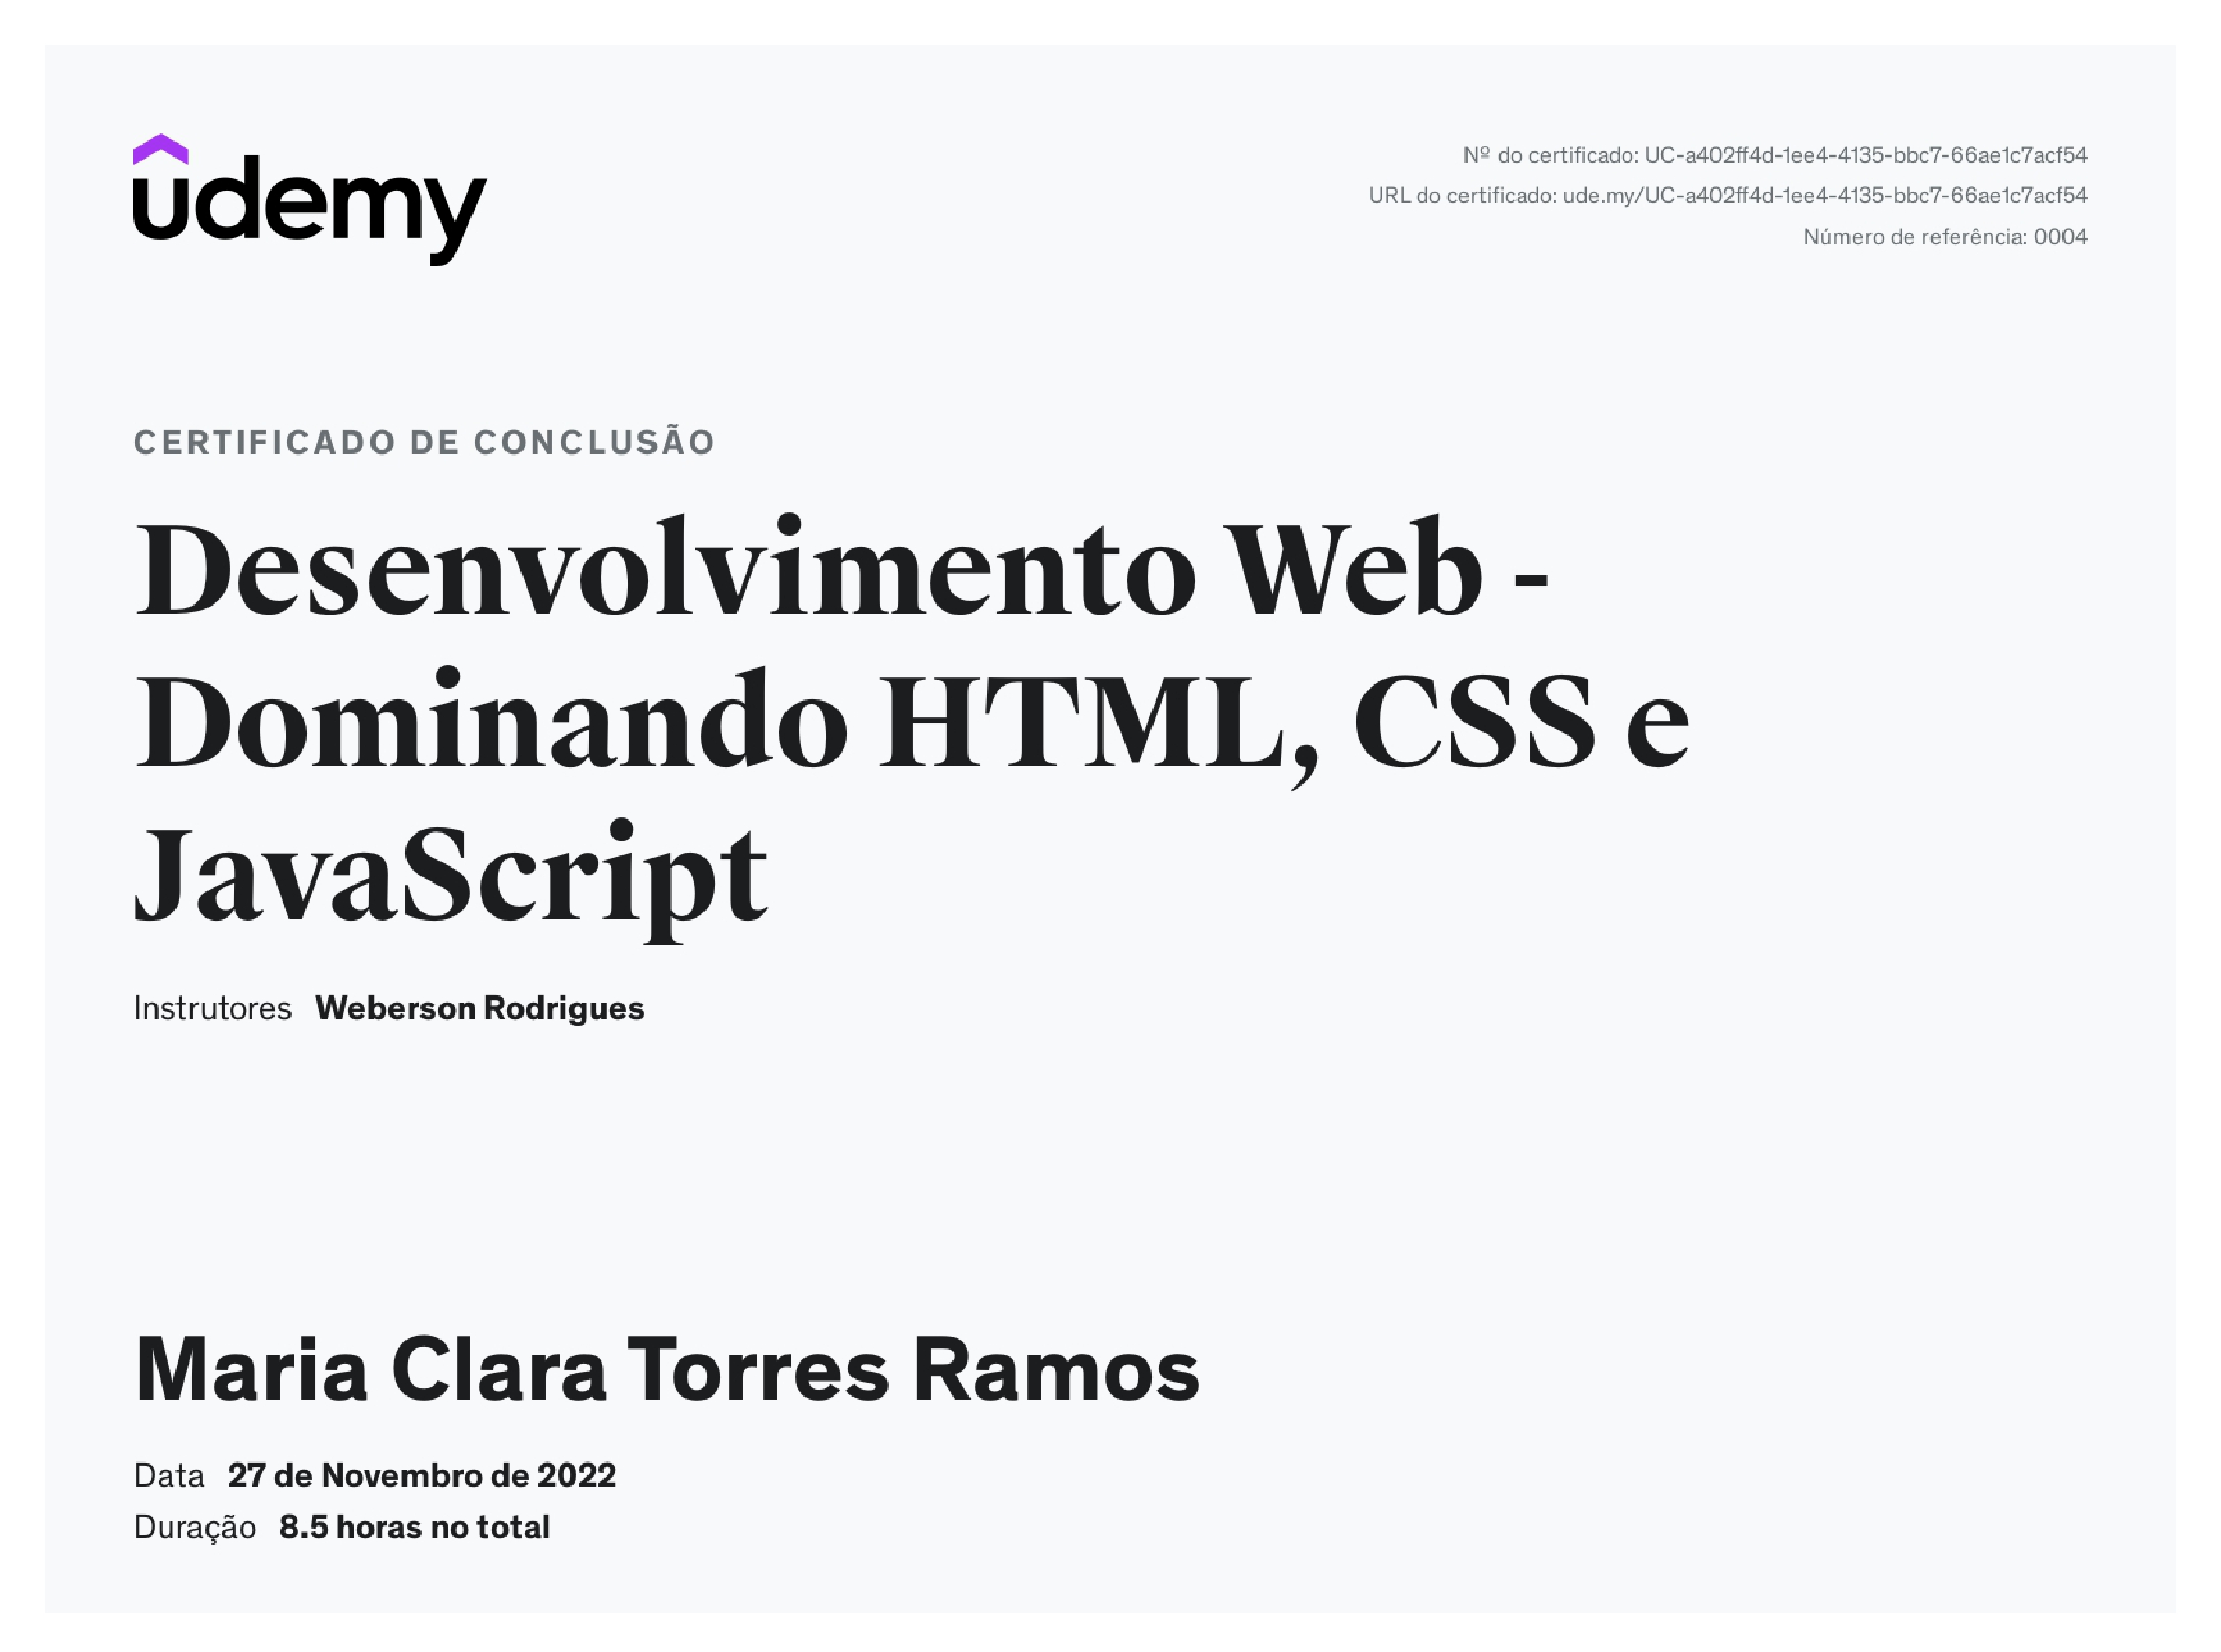 udemy
Nº do certificado: UC-a402ff4d-1ee4-4135-bbc7-66ae1c7acf54
URL do certificado: ude.my/UC-a402ff4d-1ee4-4135-bbc7-66ae1c7acf54
Número de referência: 0004
CERTIFICADO DE CONCLUSÃO
Desenvolvimento Web -
Dominando HTML, CSS e
JavaScript
Instrutores Weberson Rodrigues
Maria Clara Torres Ramos
Data 27 de Novembro de 2022
Duração 8.5 horas no total